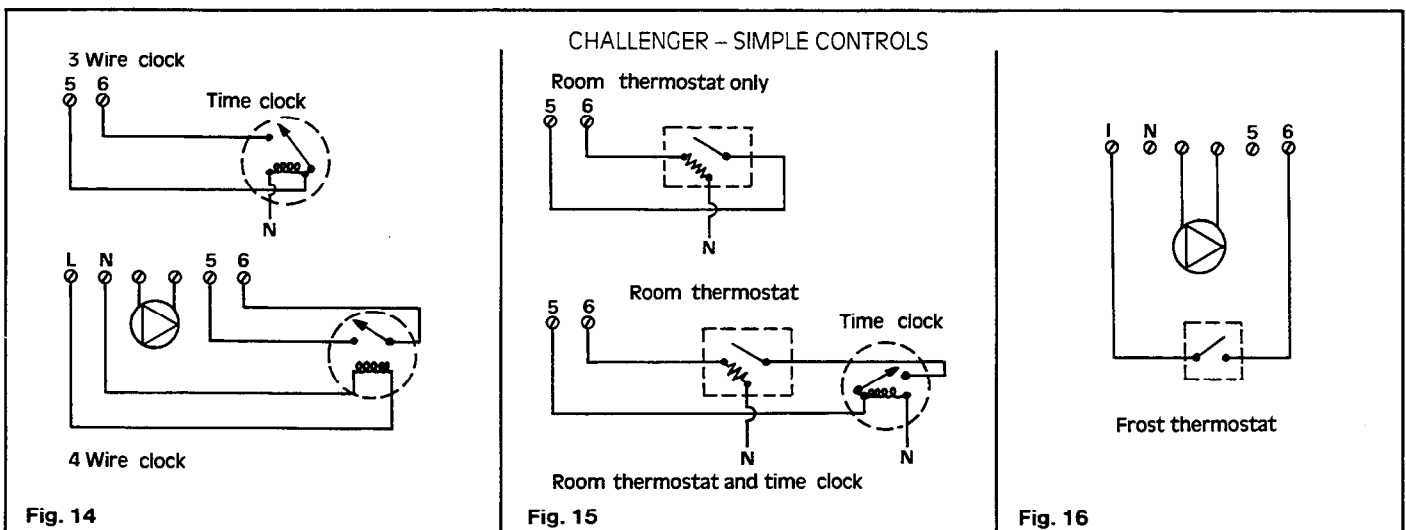 CHALLENGER – SIMPLE CONTROLS
3 Wire clock
5 6
Time clock
N
L N 5 6
4 Wire clock
Fig. 14
Room thermostat only
5 6
N
Room thermostat
5 6
Time clock
N N
Room thermostat and time clock
Fig. 15
I N 5 6
Frost thermostat
Fig. 16